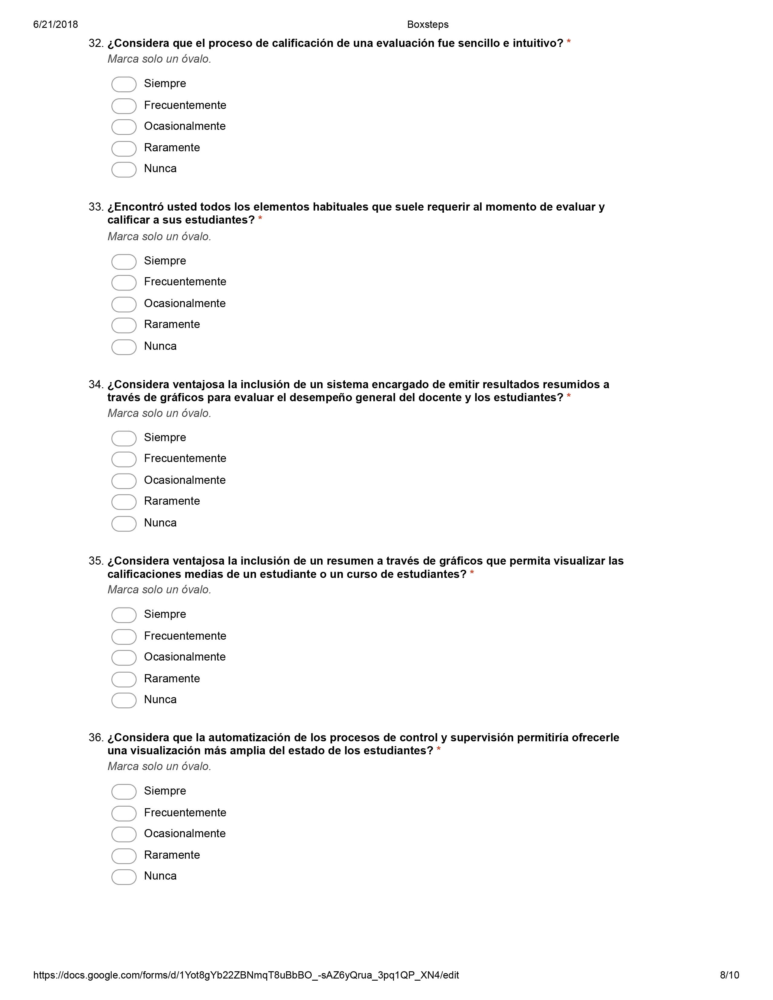 6/21/2018 Boxsteps
32. ¿Considera que el proceso de calificación de una evaluación fue sencillo e intuitivo? *
Marca solo un óvalo.
Siempre
Frecuentemente
Ocasionalmente
Raramente
Nunca
33. ¿Encontró usted todos los elementos habituales que suele requerir al momento de evaluar y
calificar a sus estudiantes? *
Marca solo un óvalo.
Siempre
Frecuentemente
Ocasionalmente
Raramente
Nunca
34. ¿Considera ventajosa la inclusión de un sistema encargado de emitir resultados resumidos a
través de gráficos para evaluar el desempeño general del docente y los estudiantes? *
Marca solo un óvalo.
Siempre
Frecuentemente
Ocasionalmente
Raramente
Nunca
35. ¿Considera ventajosa la inclusión de un resumen a través de gráficos que permita visualizar las
calificaciones medias de un estudiante o un curso de estudiantes? *
Marca solo un óvalo.
Siempre
Frecuentemente
Ocasionalmente
Raramente
Nunca
36. ¿Considera que la automatización de los procesos de control y supervisión permitiría ofrecerle
una visualización más amplia del estado de los estudiantes? *
Marca solo un óvalo.
Siempre
Frecuentemente
Ocasionalmente
Raramente
Nunca
https://docs.google.com/forms/d/1Yot8gYb22ZBNmqT8uBbBO_-sAZ6yQrua_3pq1QP_XN4/edit 8/10